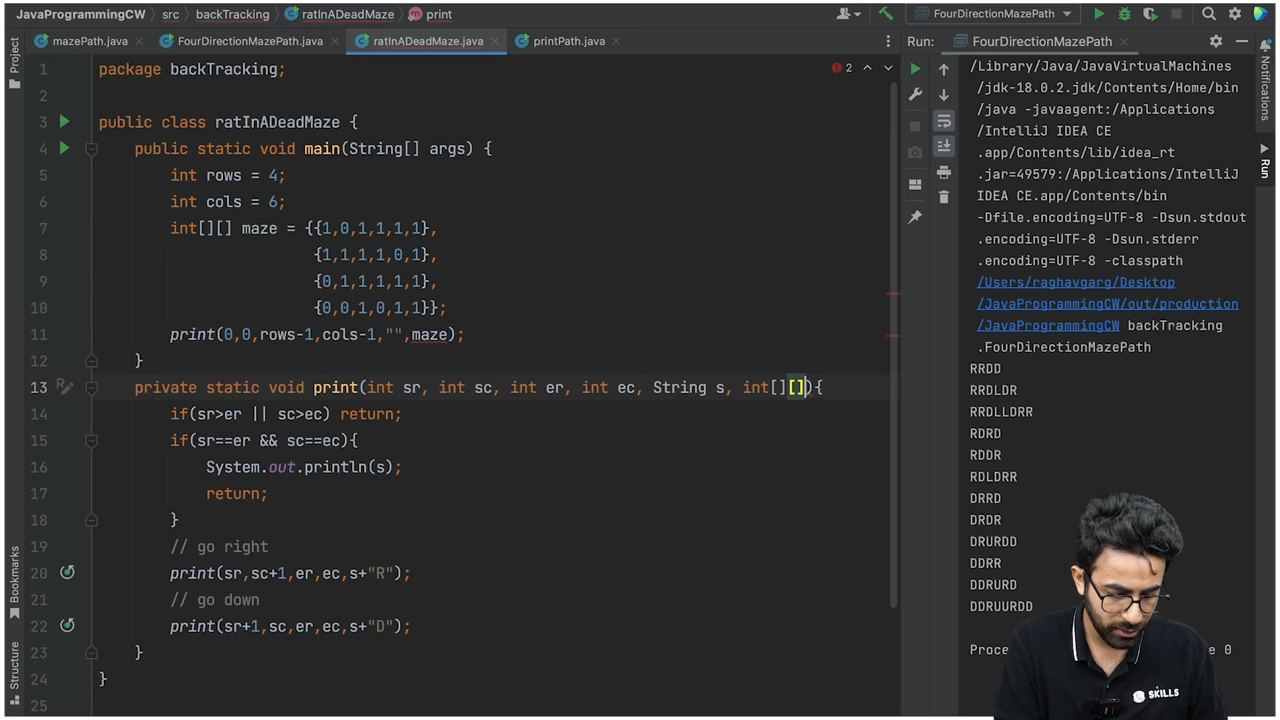 JavaProgrammingCW > src > backTracking > ratInADeadMaze > print
FourDirectionMazePath
mazePath.java
FourDirectionMazePath.java
ratInADeadMaze.java
printPath.java
Run: FourDirectionMazePath
Project
Bookmarks
Structure
Notifications
Run
2
1 package backTracking;
2
3 public class ratInADeadMaze {
4 public static void main(String[] args) {
5 int rows = 4;
6 int cols = 6;
7 int[][] maze = {{1,0,1,1,1,1},
8 {1,1,1,1,0,1},
9 {0,1,1,1,1,1},
10 {0,0,1,0,1,1}};
11 print(0,0,rows-1,cols-1,"",maze);
12 }
13 private static void print(int sr, int sc, int er, int ec, String s, int[][]){
14 if(sr>er || sc>ec) return;
15 if(sr==er && sc==ec){
16 System.out.println(s);
17 return;
18 }
19 // go right
20 print(sr,sc+1,er,ec,s+"R");
21 // go down
22 print(sr+1,sc,er,ec,s+"D");
23 }
24 }
25
/Library/Java/JavaVirtualMachines
/jdk-18.0.2.jdk/Contents/Home/bin
/java -javaagent:/Applications
/IntelliJ IDEA CE
.app/Contents/lib/idea_rt
.jar=49579:/Applications/IntelliJ
IDEA CE.app/Contents/bin
-Dfile.encoding=UTF-8 -Dsun.stdout
.encoding=UTF-8 -Dsun.stderr
.encoding=UTF-8 -classpath
/Users/raghavgarg/Desktop
/JavaProgrammingCW/out/production
/JavaProgrammingCW backTracking
.FourDirectionMazePath
RRDD
RRDLDR
RRDLLDRR
RDRD
RDDR
RDLDRR
DRRD
DRDR
DRURDD
DDRR
DDRURD
DDRUURDD
Proce
e 0
SKILLS